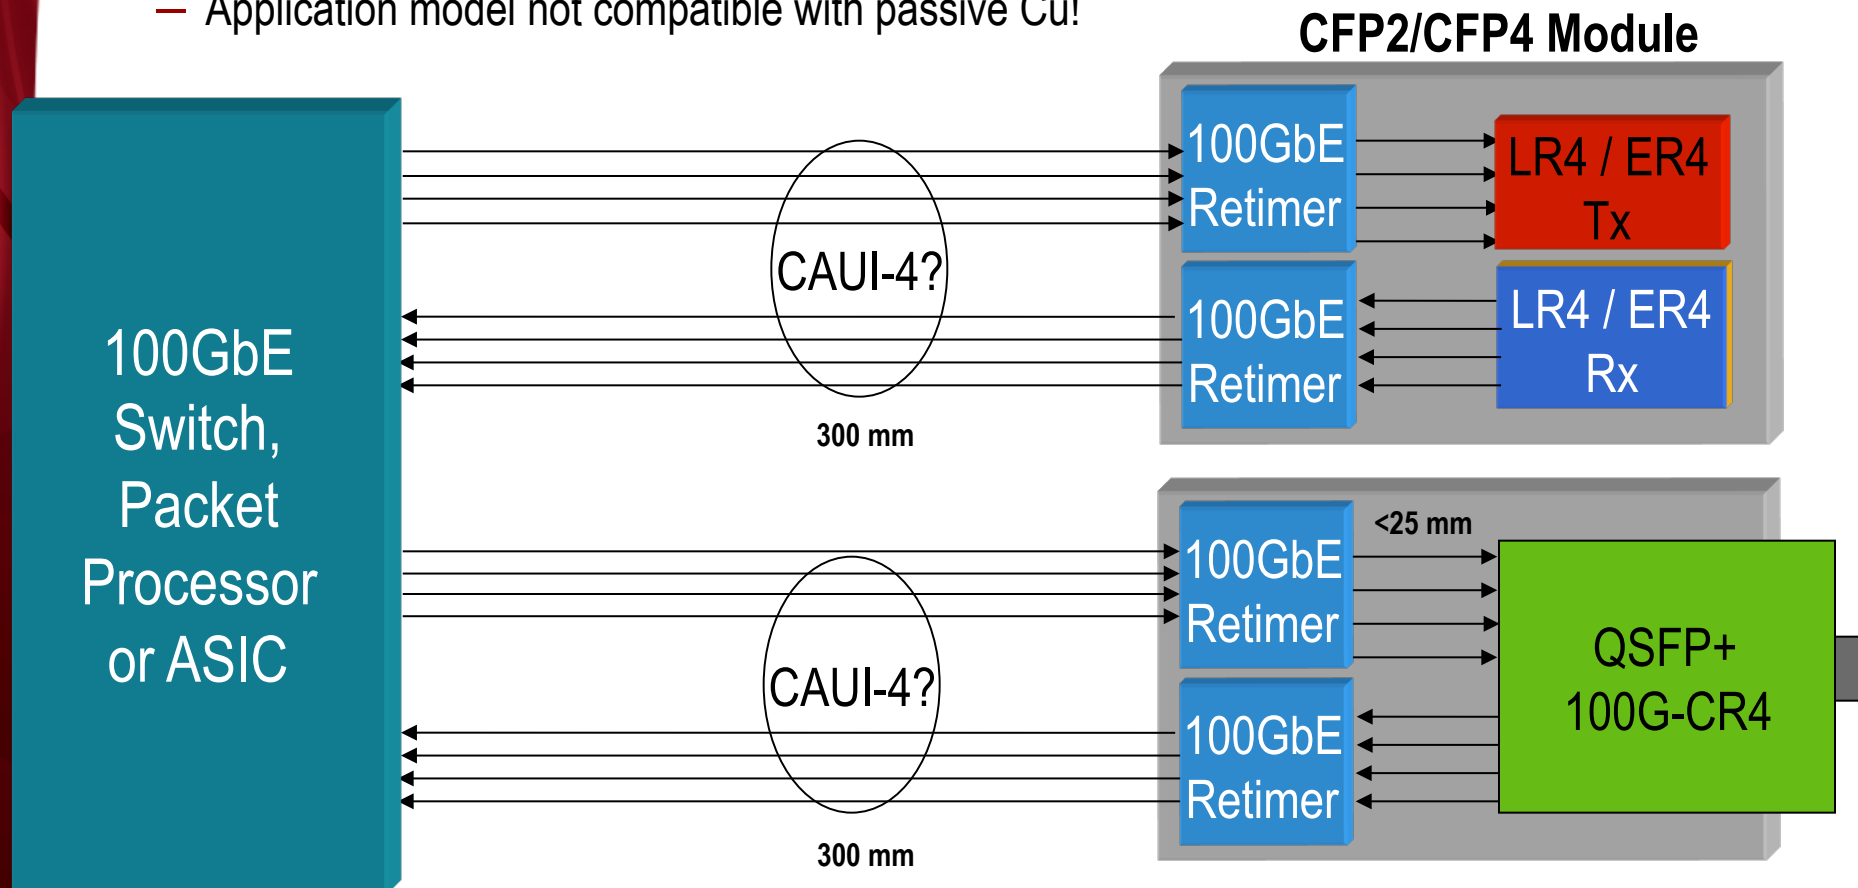 — Application model not compatible with passive Cu!
CFP2/CFP4 Module
100GbE
Switch,
Packet
Processor
or ASIC
CAUI-4?
300 mm
100GbE
Retimer
LR4 / ER4
Tx
100GbE
Retimer
LR4 / ER4
Rx
CAUI-4?
300 mm
100GbE
Retimer
<25 mm
100GbE
Retimer
QSFP+
100G-CR4